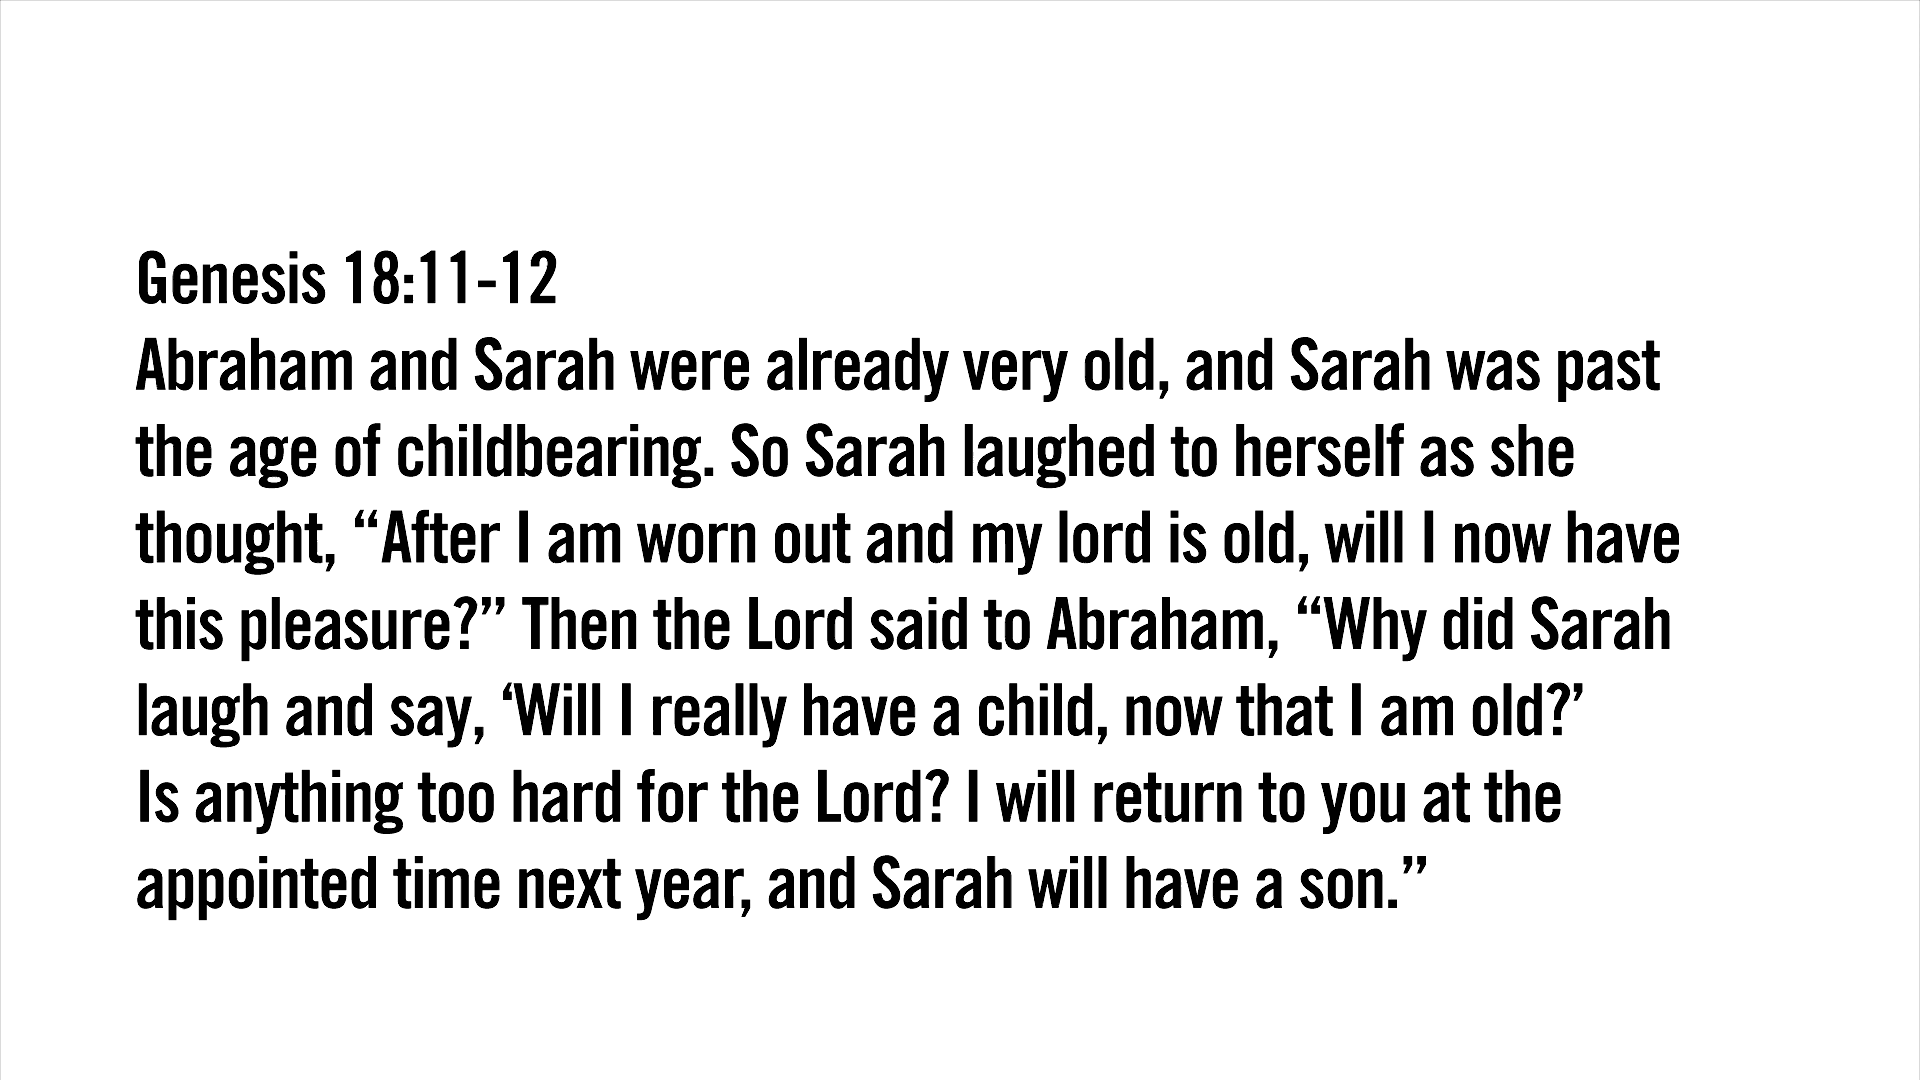 Genesis 18:11-12
Abraham and Sarah were already very old, and Sarah was past
the age of childbearing. So Sarah laughed to herself as she
thought, “After I am worn out and my lord is old, will I now have
this pleasure?” Then the Lord said to Abraham, “Why did Sarah
laugh and say, ‘Will I really have a child, now that I am old?’
Is anything too hard for the Lord? I will return to you at the
appointed time next year, and Sarah will have a son.”